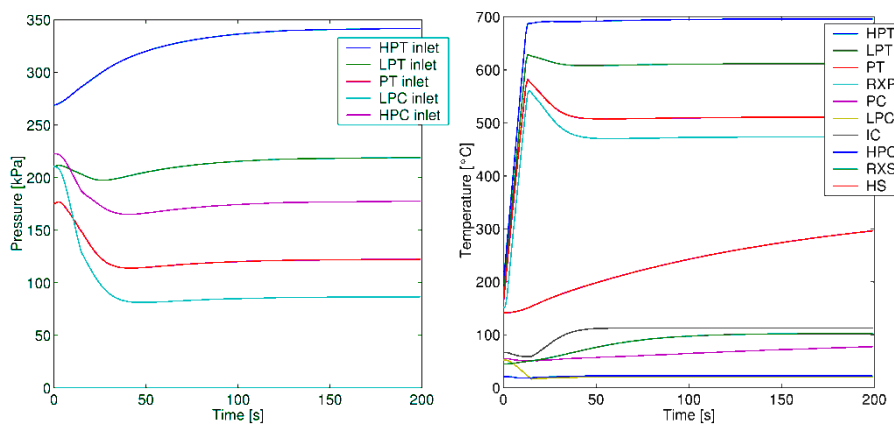 350
300
250
200
150
100
50
0
0 50 100 150 200
Pressure [kPa]
Time [s]
HPT inlet
LPT inlet
PT inlet
LPC inlet
HPC inlet
700
600
500
400
300
200
100
0
0 50 100 150 200
Temperature [°C]
Time [s]
HPT
LPT
PT
RXP
PC
LPC
IC
HPC
RXS
HS